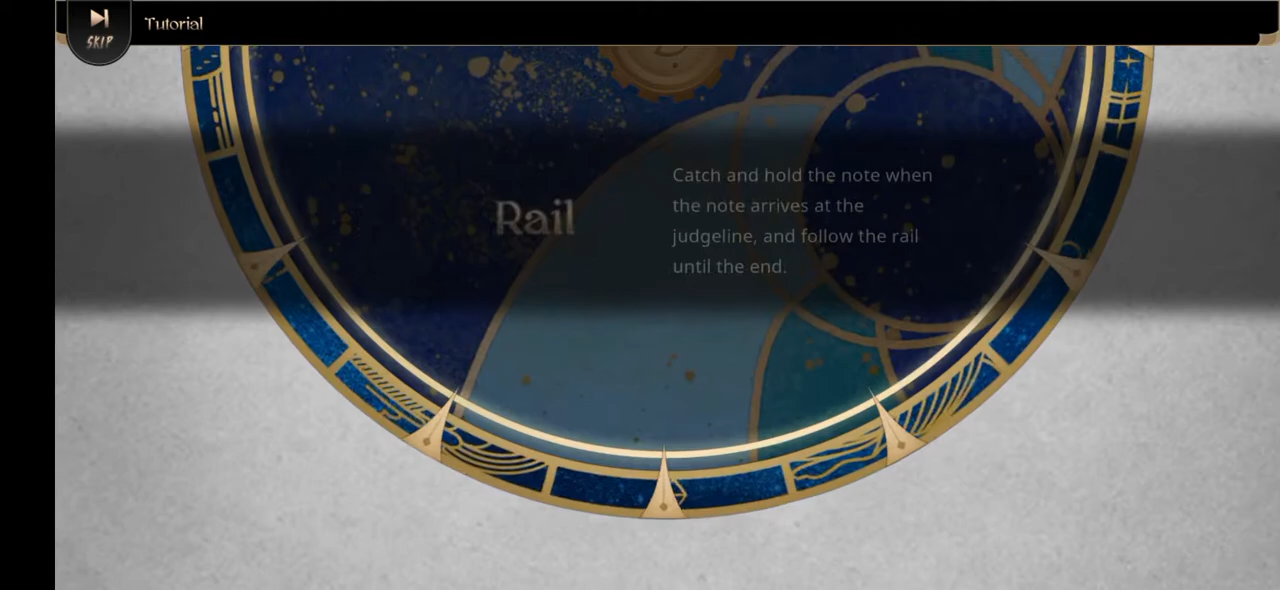 SKIP
Tutorial
Rail
Catch and hold the note when
the note arrives at the
judgeline, and follow the rail
until the end.